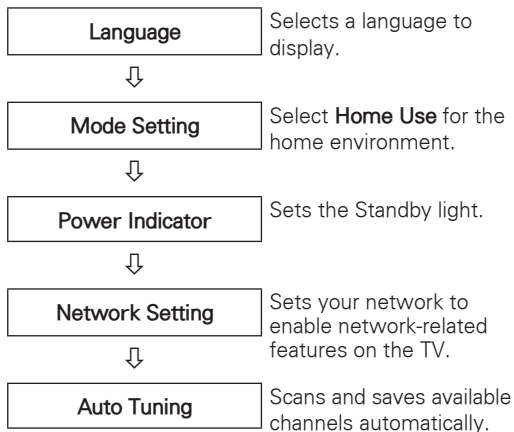 Language
Selects a language to
display.
Mode Setting
Select Home Use for the
home environment.
Power Indicator
Sets the Standby light.
Network Setting
Sets your network to
enable network-related
features on the TV.
Auto Tuning
Scans and saves available
channels automatically.